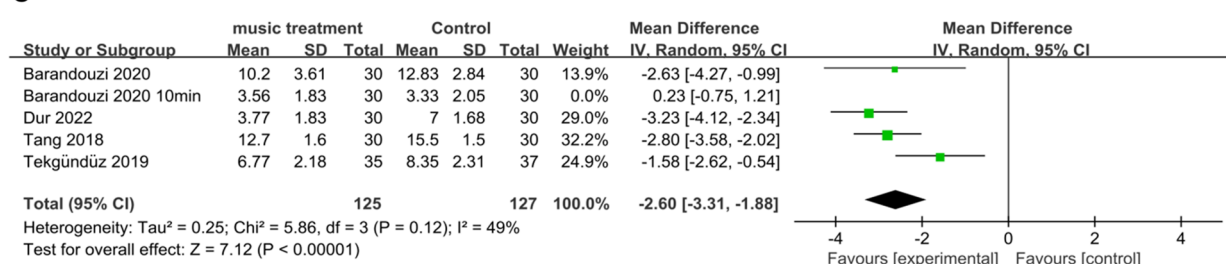 music treatment Control Mean Difference Mean Difference
Study or Subgroup Mean SD Total Mean SD Total Weight IV, Random, 95% CI IV, Random, 95% CI
Barandouzi 2020 10.2 3.61 30 12.83 2.84 30 13.9% -2.63 [-4.27, -0.99]
Barandouzi 2020 10min 3.56 1.83 30 3.33 2.05 30 0.0% 0.23 [-0.75, 1.21]
Dur 2022 3.77 1.83 30 7 1.68 30 29.0% -3.23 [-4.12, -2.34]
Tang 2018 12.7 1.6 30 15.5 1.5 30 32.2% -2.80 [-3.58, -2.02]
Tekgündüz 2019 6.77 2.18 35 8.35 2.31 37 24.9% -1.58 [-2.62, -0.54]
Total (95% CI) 125 127 100.0% -2.60 [-3.31, -1.88]
Heterogeneity: Tau² = 0.25; Chi² = 5.86, df = 3 (P = 0.12); I² = 49%
Test for overall effect: Z = 7.12 (P < 0.00001)
-4 -2 0 2 4
Favours [experimental] Favours [control]